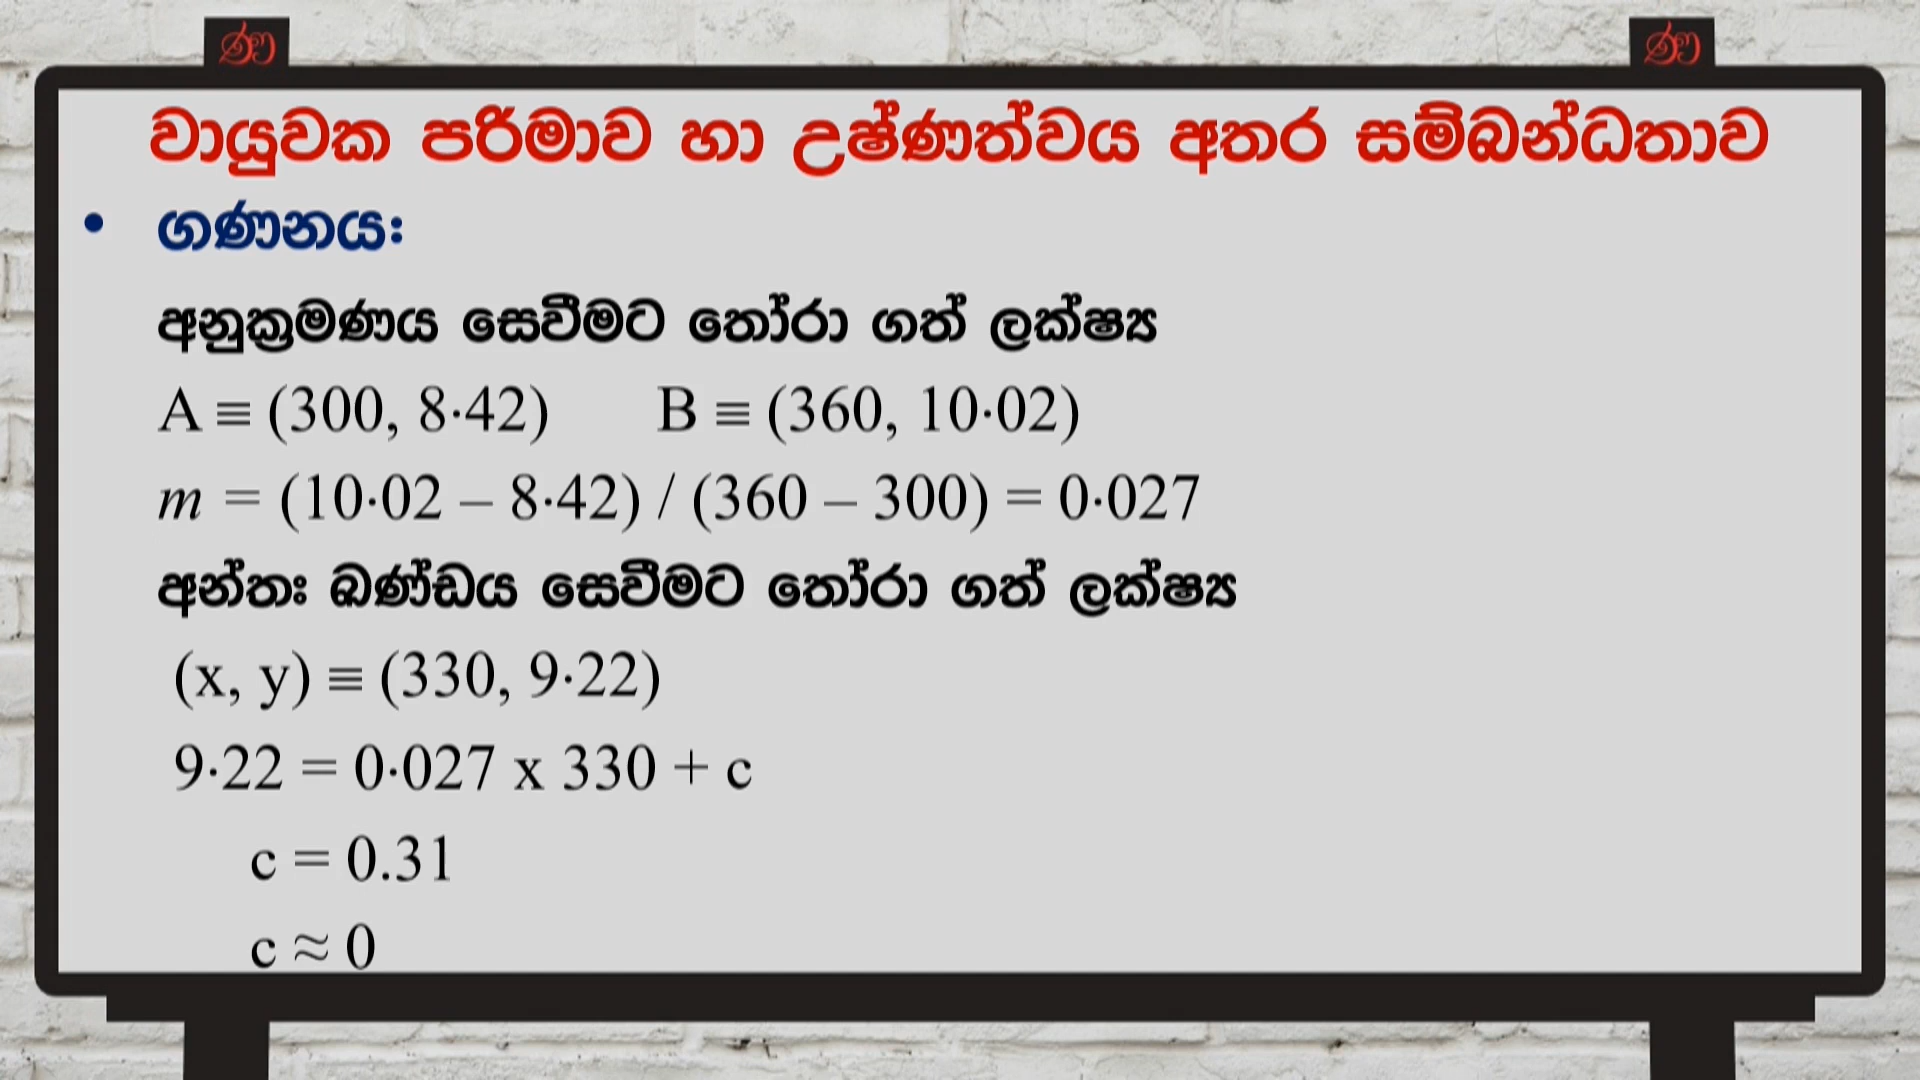 ණ
ණ
වායුවක පරිමාව හා උෂ්ණත්වය අතර සම්බන්ධතාව
• ගණනය:
අනුක්‍රමණය සෙවීමට තෝරා ගත් ලක්ෂ්‍ය
A ≡ (300, 8·42) B ≡ (360, 10·02)
m = (10·02 – 8·42) / (360 – 300) = 0·027
අන්තඃ ඛණ්ඩය සෙවීමට තෝරා ගත් ලක්ෂ්‍ය
(x, y) ≡ (330, 9·22)
9·22 = 0·027 x 330 + c
c = 0.31
c ≈ 0